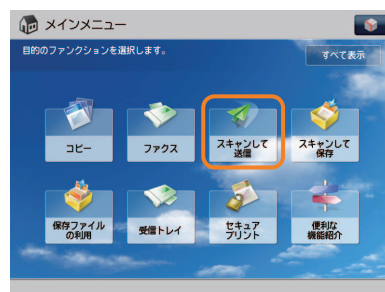 メインメニュー
目的のファンクションを選択します。
すべて表示
コピー
ファクス
スキャンして
送信
スキャンして
保存
保存ファイル
の利用
受信トレイ
セキュア
プリント
便利な
機能紹介